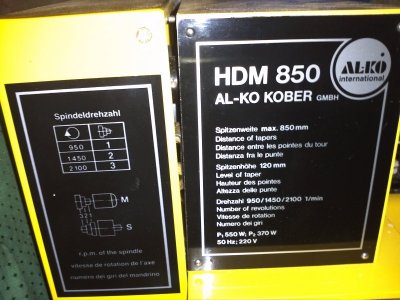 Spindeldrehzahl
950 1
1450 2
2100 3
M
3 2 1
S
r.p.m. of the spindle
vitesse de rotation de l'axe
numero dei giri del mandrino
HDM 850
AL-KO KOBER GMBH
AL-KO
international
Spitzenweite max. 850 mm
Distance of tapers
Distance entre les pointes du tour
Distanza fra le punte
Spitzenhöhe 120 mm
Level of taper
Hauteur des pointes
Altezza delle punte
Drehzahl 950/1450/2100 1/min
Number of revolutions
Vitesse de rotation
Numero dei giri
P₁ 550 W; P₂ 370 W
50 Hz; 220 V